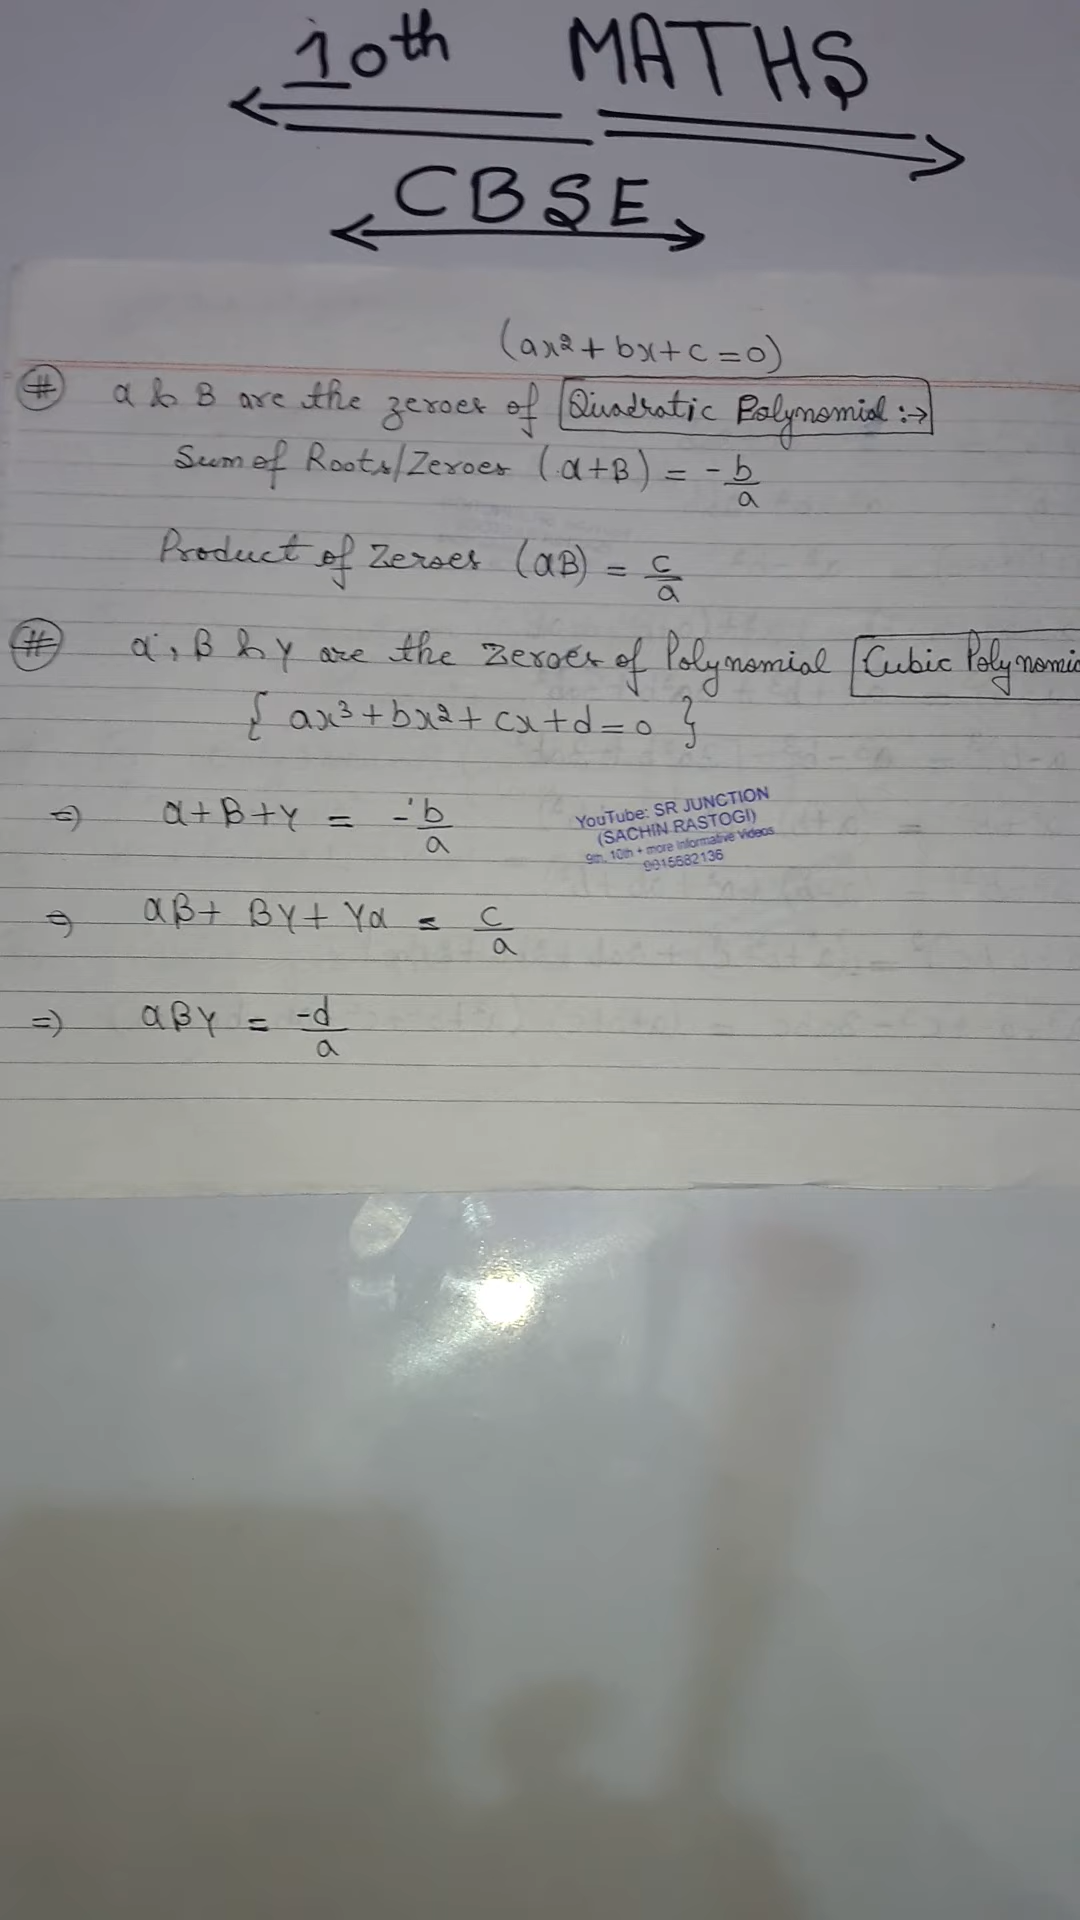 10th MATHS
CBSE
(ax²+bx+c=0)
# α & β are the zeroes of Quadratic Polynomial :→
Sum of Roots/Zeroes (α+β) = -b/a
Product of Zeroes (αβ) = c/a
# α, β & γ are the zeroes of Polynomial Cubic Polynomi
{ ax³+bx²+cx+d=0 }
⇒ α+β+γ = -b/a
YouTube: SR JUNCTION
(SACHIN RASTOGI)
9th, 10th + more Informative Videos
9915682136
⇒ αβ+βγ+γα = c/a
⇒ αβγ = -d/a